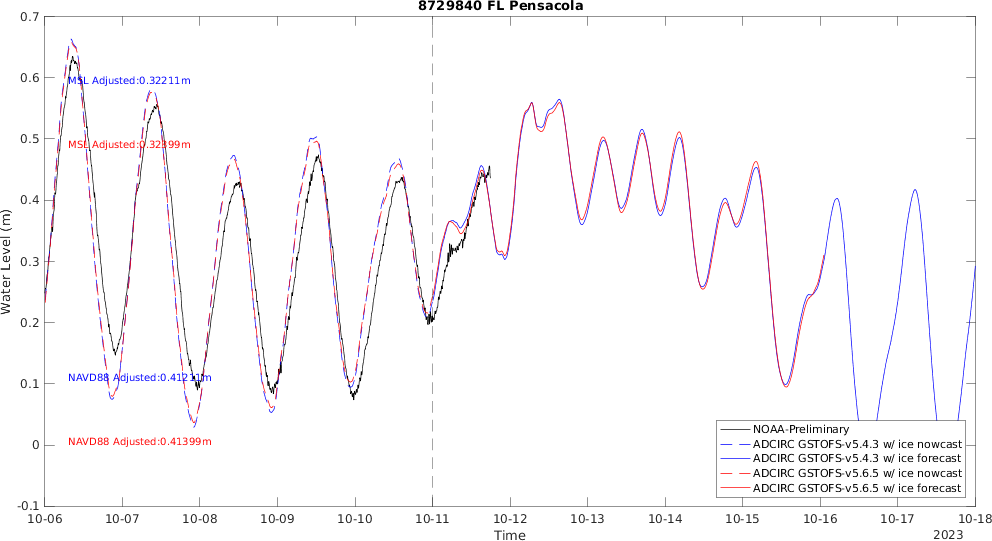 8729840 FL Pensacola
0.7
0.6
0.5
0.4
0.3
0.2
0.1
0
-0.1
Water Level (m)
MSL Adjusted:0.32211m
MSL Adjusted:0.32399m
NAVD88 Adjusted:0.41211m
NAVD88 Adjusted:0.41399m
NOAA-Preliminary
ADCIRC GSTOFS-v5.4.3 w/ ice nowcast
ADCIRC GSTOFS-v5.4.3 w/ ice forecast
ADCIRC GSTOFS-v5.6.5 w/ ice nowcast
ADCIRC GSTOFS-v5.6.5 w/ ice forecast
10-06 10-07 10-08 10-09 10-10 10-11 10-12 10-13 10-14 10-15 10-16 10-17 10-18
Time
2023